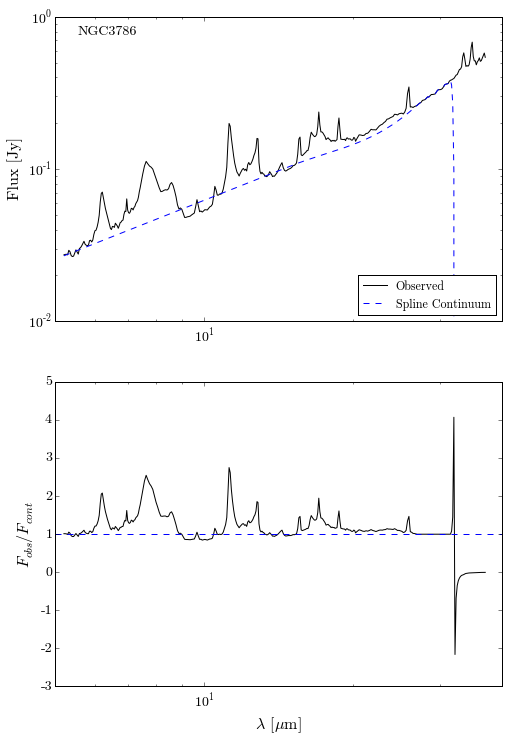 NGC3786
10^0
10^-1
10^-2
Flux [Jy]
Observed
Spline Continuum
10^1
5
4
3
2
1
0
-1
-2
-3
F_obs/F_cont
10^1
λ [μm]